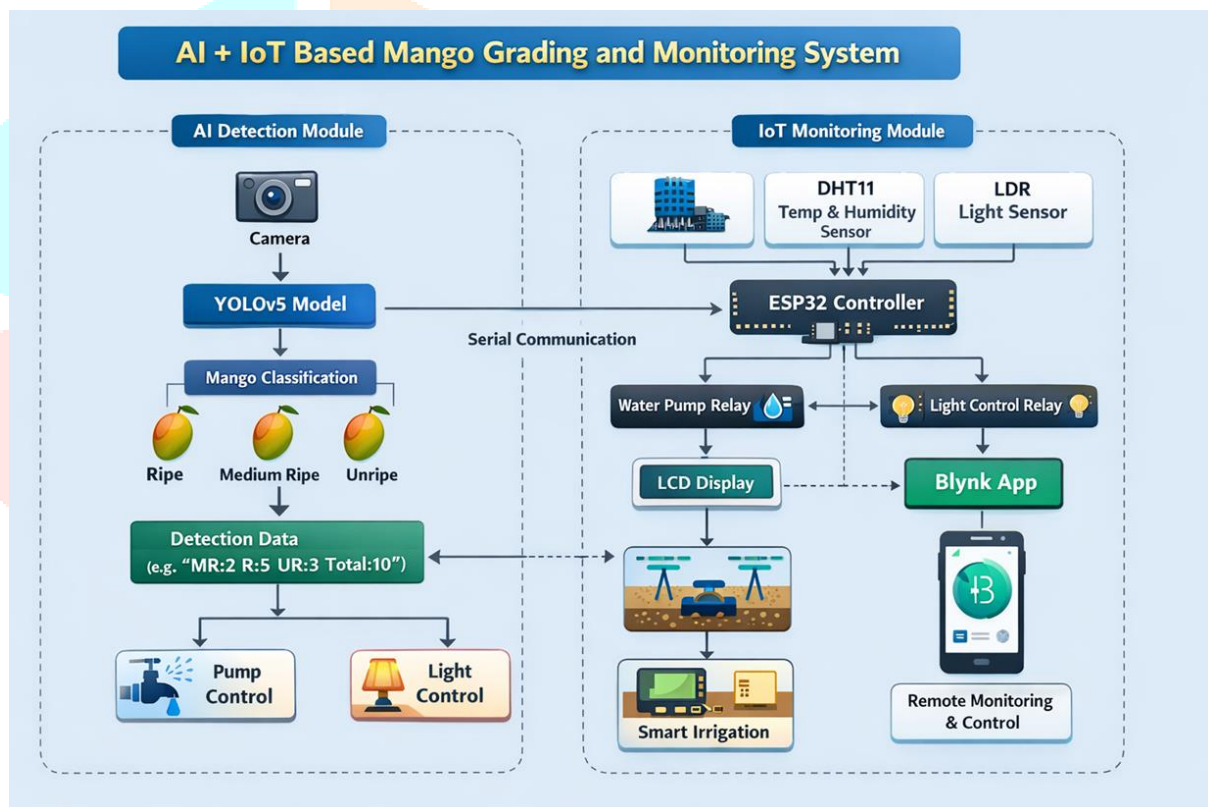 AI + IoT Based Mango Grading and Monitoring System
AI Detection Module
Camera
YOLOv5 Model
Mango Classification
Ripe
Medium Ripe
Unripe
Detection Data
(e.g. “MR:2 R:5 UR:3 Total:10”)
Pump
Control
Light
Control
Serial Communication
IoT Monitoring Module
DHT11
Temp & Humidity
Sensor
LDR
Light Sensor
ESP32 Controller
Water Pump Relay
Light Control Relay
LCD Display
Blynk App
Smart Irrigation
Remote Monitoring
& Control